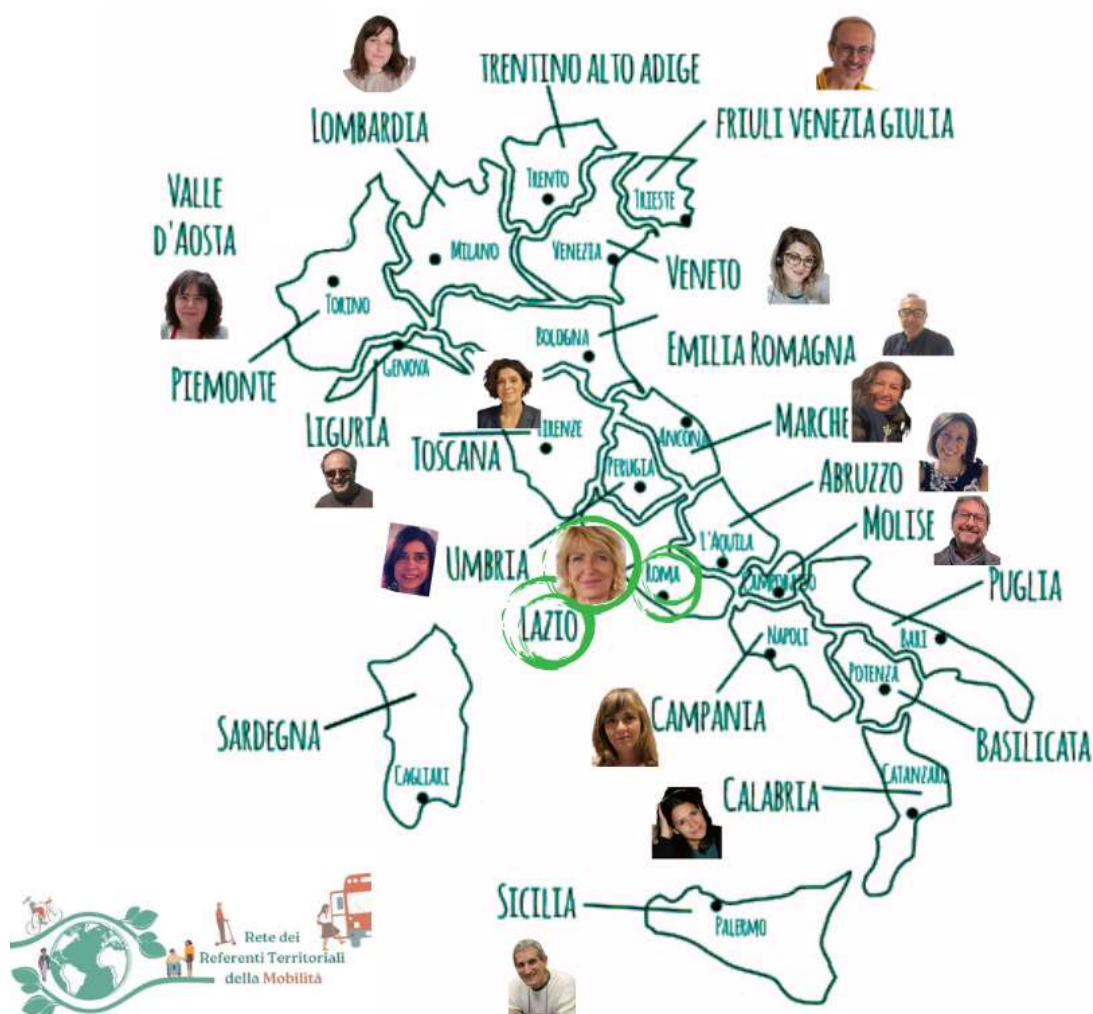 TRENTINO ALTO ADIGE
LOMBARDIA
FRIULI VENEZIA GIULIA
VALLE
D'AOSTA
TRENTO
TRIESTE
MILANO
VENEZIA
VENETO
TORINO
BOLOGNA
EMILIA ROMAGNA
GENOVA
PIEMONTE
LIGURIA
TOSCANA
FIRENZE
ANCONA
MARCHE
PERUGIA
ABRUZZO
MOLISE
L'AQUILA
UMBRIA
ROMA
CAMPOBASSO
PUGLIA
LAZIO
NAPOLI
BARI
POTENZA
SARDEGNA
CAMPANIA
BASILICATA
CAGLIARI
CALABRIA
CATANZARO
SICILIA
PALERMO
Rete dei
Referenti Territoriali
della Mobilità